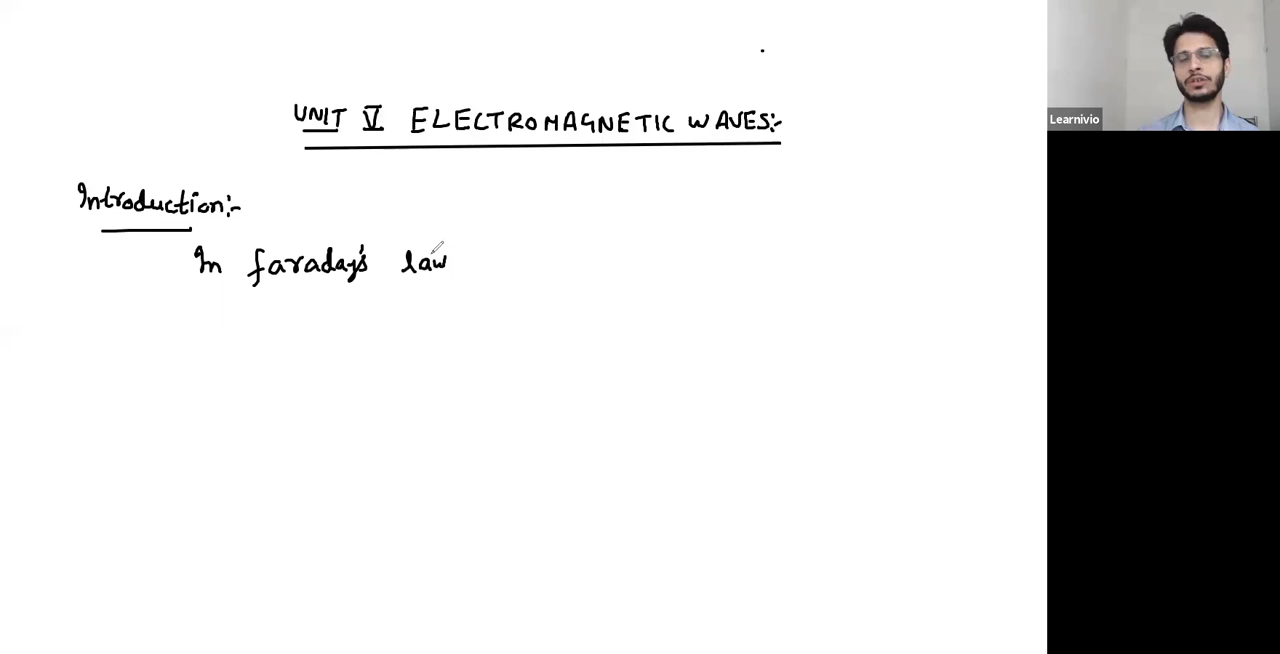 UNIT V ELECTROMAGNETIC WAVES:-
Learnivio
Introduction:-
In faraday's law